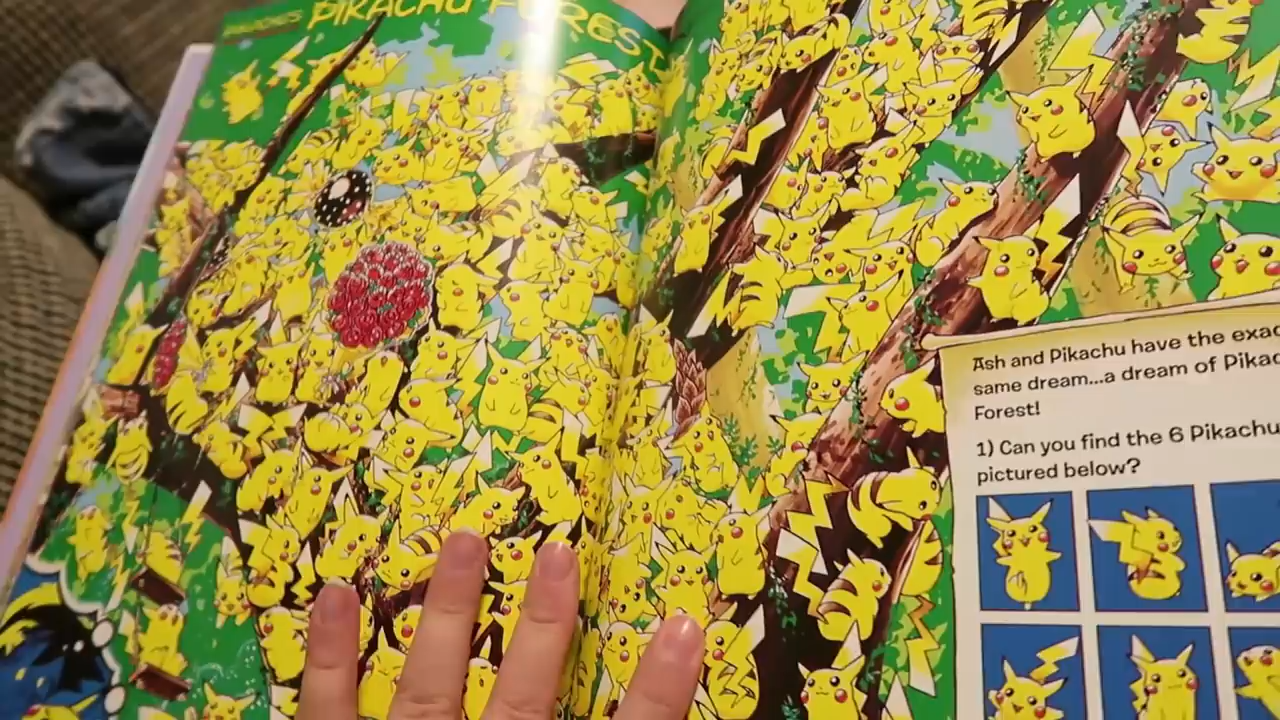 PIKACHU FOREST
Ash and Pikachu have the exac
same dream...a dream of Pikac
Forest!
1) Can you find the 6 Pikachu
pictured below?